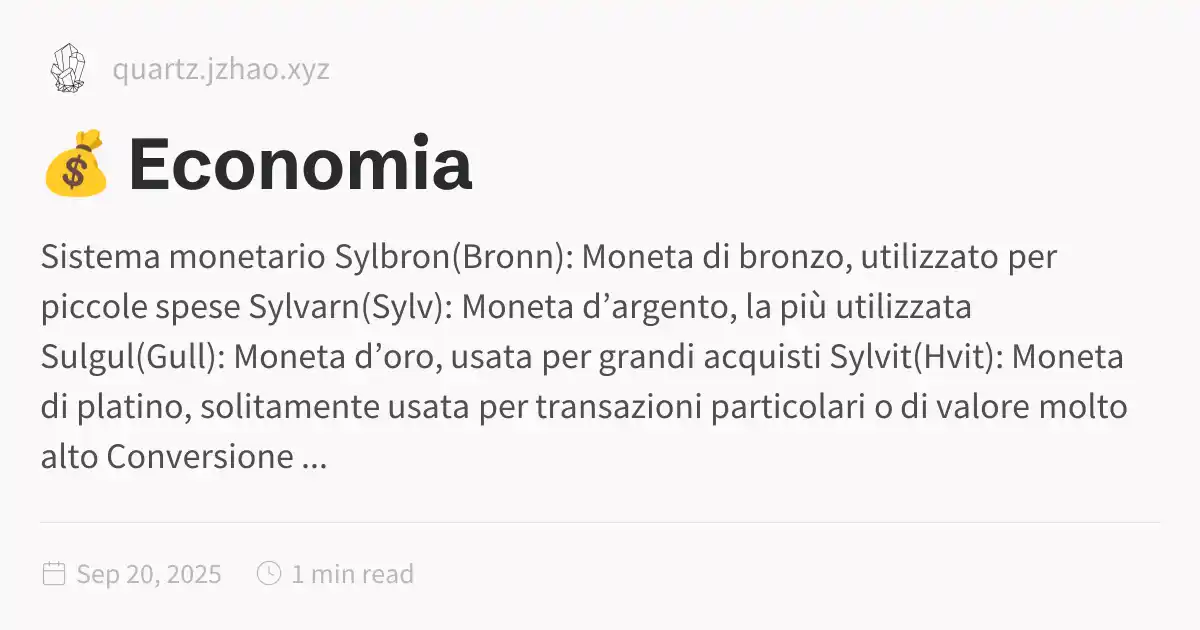 quartz.jzhao.xyz
💰 Economia
Sistema monetario Sylbron(Bronn): Moneta di bronzo, utilizzato per
piccole spese Sylvarn(Sylv): Moneta d’argento, la più utilizzata
Sulgul(Gull): Moneta d’oro, usata per grandi acquisti Sylvit(Hvit): Moneta
di platino, solitamente usata per transazioni particolari o di valore molto
alto Conversione ...
Sep 20, 2025 1 min read